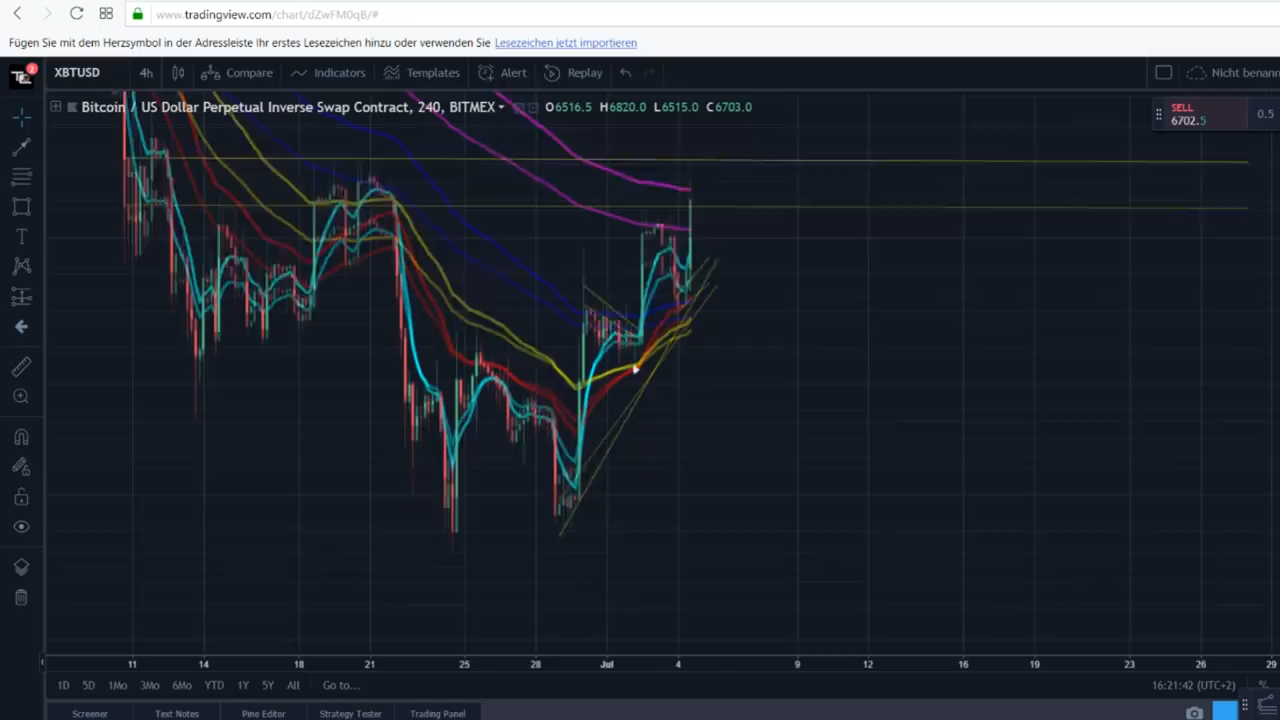 www.tradingview.com/chart/dZwFM0qB/#
Fügen Sie mit dem Herzsymbol in der Adressleiste Ihr erstes Lesezeichen hinzu oder verwenden Sie Lesezeichen jetzt importieren
2
XBTUSD 4h Compare Indicators Templates Alert Replay Nicht benann
Bitcoin / US Dollar Perpetual Inverse Swap Contract, 240, BITMEX O6516.5 H6820.0 L6515.0 C6703.0
SELL
6702.5 0.5
11 14 18 21 25 28 Jul 4 9 12 16 19 23 26 29
1D 5D 1Mo 3Mo 6Mo YTD 1Y 5Y All Go to... 16:21:42 (UTC+2) %
Screener Text Notes Pine Editor Strategy Tester Trading Panel